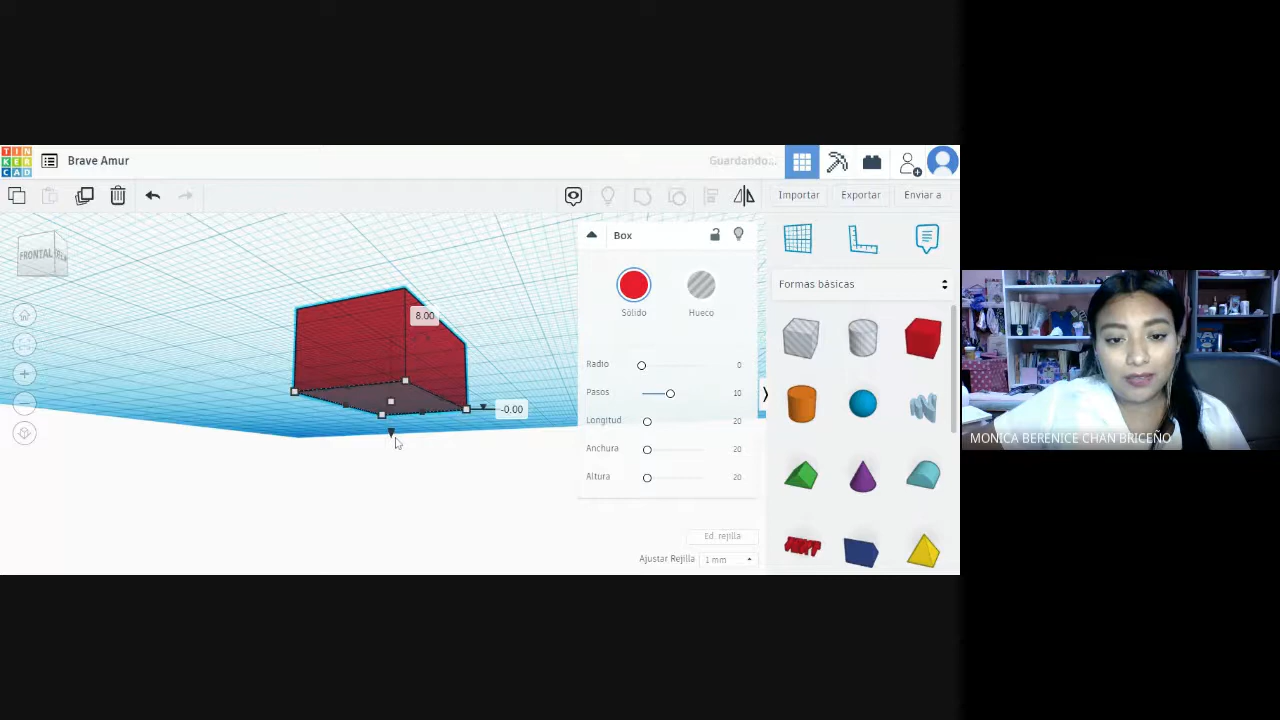 TIN
KER
CAD
Brave Amur
Guardando...
Importar
Exportar
Enviar a
FRONTAL
Box
Sólido
Hueco
Formas básicas
8.00
-0.00
Radio 0
Pasos 10
Longitud 20
Anchura 20
Altura 20
Ed. rejilla
Ajustar Rejilla 1 mm
MONICA BERENICE CHAN BRICEÑO